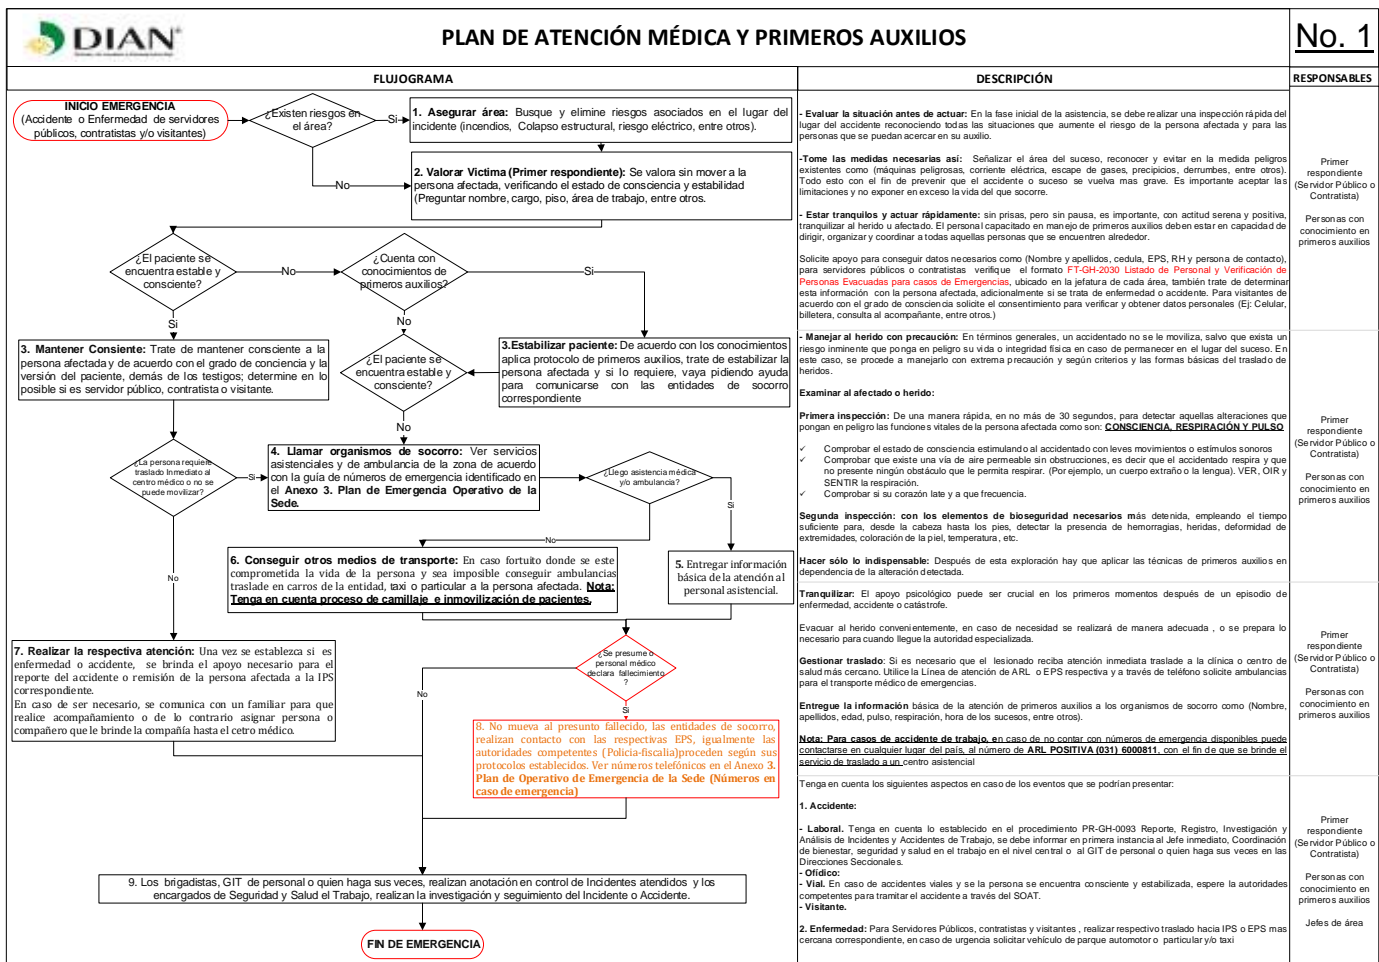 DIAN
PLAN DE ATENCIÓN MÉDICA Y PRIMEROS AUXILIOS
No. 1
FLUJOGRAMA
DESCRIPCIÓN
RESPONSABLES
INICIO EMERGENCIA
(Accidente o Enfermedad de servidores
públicos, contratistas y/o visitantes)
¿Existen riesgos en
el área?
Si
No
1. Asegurar área: Busque y elimine riesgos asociados en el lugar del
incidente (incendios, Colapso estructural, riesgo eléctrico, entre otros).
2. Valorar Victima (Primer respondiente): Se valora sin mover a la
persona afectada, verificando el estado de consciencia y estabilidad
(Preguntar nombre, cargo, piso, área de trabajo, entre otros.
¿El paciente se
encuentra estable y
consciente?
No
¿Cuenta con
conocimientos de
primeros auxilios?
Si
Si
No
3. Mantener Consiente: Trate de mantener consciente a la
persona afectada y de acuerdo con el grado de conciencia y la
versión del paciente, demás de los testigos; determine en lo
posible si es servidor público, contratista o visitante.
¿El paciente se
encuentra estable y
consciente?
3.Estabilizar paciente: De acuerdo con los conocimientos
aplica protocolo de primeros auxilios, trate de estabilizar la
persona afectada y si lo requiere, vaya pidiendo ayuda
para comunicarse con las entidades de socorro
correspondiente
No
¿La persona requiere
traslado Inmediato al
centro médico o no se
puede movilizar?
Si
4. Llamar organismos de socorro: Ver servicios
asistenciales y de ambulancia de la zona de acuerdo
con la guía de números de emergencia identificado en
el Anexo 3. Plan de Emergencia Operativo de la
Sede.
¿Llego asistencia médica
y/o ambulancia?
Si
No
No
6. Conseguir otros medios de transporte: En caso fortuito donde se este
comprometida la vida de la persona y sea imposible conseguir ambulancias
traslade en carros de la entidad, taxi o particular a la persona afectada. Nota:
Tenga en cuenta proceso de camillaje e inmovilización de pacientes.
5. Entregar información
básica de la atención al
personal asistencial.
7. Realizar la respectiva atención: Una vez se establezca si es
enfermedad o accidente, se brinda el apoyo necesario para el
reporte del accidente o remisión de la persona afectada a la IPS
correspondiente.
En caso de ser necesario, se comunica con un familiar para que
realice acompañamiento o de lo contrario asignar persona o
compañero que le brinde la compañía hasta el cetro médico.
¿Se presume o
personal médico
declara fallecimiento
?
No
Si
8. No mueva al presunto fallecido, las entidades de socorro,
realizan contacto con las respectivas EPS, igualmente las
autoridades competentes (Policia-fiscalia)proceden según sus
protocolos establecidos. Ver números telefónicos en el Anexo 3.
Plan de Operativo de Emergencia de la Sede (Números en
caso de emergencia)
9. Los brigadistas, GIT de personal o quien haga sus veces, realizan anotación en control de Incidentes atendidos y los
encargados de Seguridad y Salud el Trabajo, realizan la investigación y seguimiento del Incidente o Accidente.
FIN DE EMERGENCIA
- Evaluar la situación antes de actuar: En la fase inicial de la asistencia, se debe realizar una inspección rápida del
lugar del accidente reconociendo todas las situaciones que aumente el riesgo de la persona afectada y para las
personas que se puedan acercar en su auxilio.
-Tome las medidas necesarias así: Señalizar el área del suceso, reconocer y evitar en la medida peligros
existentes como (máquinas peligrosas, corriente eléctrica, escape de gases, precipicios, derrumbes, entre otros).
Todo esto con el fin de prevenir que el accidente o suceso se vuelva mas grave. Es importante aceptar las
limitaciones y no exponer en exceso la vida del que socorre.
- Estar tranquilos y actuar rápidamente: sin prisas, pero sin pausa, es importante, con actitud serena y positiva,
tranquilizar al herido u afectado. El personal capacitado en manejo de primeros auxilios deben estar en capacidad de
dirigir, organizar y coordinar a todas aquellas personas que se encuentren alrededor.
Solicite apoyo para conseguir datos necesarios como (Nombre y apellidos, cedula, EPS, RH y persona de contacto),
para servidores públicos o contratistas verifique el formato FT-GH-2030 Listado de Personal y Verificación de
Personas Evacuadas para casos de Emergencias, ubicado en la jefatura de cada área, también trate de determinar
esta información con la persona afectada, adicionalmente si se trata de enfermedad o accidente. Para visitantes de
acuerdo con el grado de consciencia solicite el consentimiento para verificar y obtener datos personales (Ej: Celular,
billetera, consulta al acompañante, entre otros.)
Primer
respondiente
(Servidor Público o
Contratista)
Personas con
conocimiento en
primeros auxilios
- Manejar al herido con precaución: En términos generales, un accidentado no se le moviliza, salvo que exista un
riesgo inminente que ponga en peligro su vida o integridad física en caso de permanecer en el lugar del suceso. En
este caso, se procede a manejarlo con extrema precaución y según criterios y las formas básicas del traslado de
heridos.
Examinar al afectado o herido:
Primera inspección: De una manera rápida, en no más de 30 segundos, para detectar aquellas alteraciones que
pongan en peligro las funciones vitales de la persona afectada como son: CONSCIENCIA, RESPIRACIÓN Y PULSO
✓ Comprobar el estado de consciencia estimulando al accidentado con leves movimientos o estímulos sonoros
✓ Comprobar que existe una vía de aire permeable sin obstrucciones, es decir que el accidentado respira y que
no presente ningún obstáculo que le permita respirar. (Por ejemplo, un cuerpo extraño o la lengua). VER, OIR y
SENTIR la respiración.
✓ Comprobar si su corazón late y a que frecuencia.
Segunda inspección: con los elementos de bioseguridad necesarios más detenida, empleando el tiempo
suficiente para, desde la cabeza hasta los pies, detectar la presencia de hemorragias, heridas, deformidad de
extremidades, coloración de la piel, temperatura, etc.
Hacer sólo lo indispensable: Después de esta exploración hay que aplicar las técnicas de primeros auxilios en
dependencia de la alteración detectada.
Primer
respondiente
(Servidor Público o
Contratista)
Personas con
conocimiento en
primeros auxilios
Tranquilizar: El apoyo psicológico puede ser crucial en los primeros momentos después de un episodio de
enfermedad, accidente o catástrofe.
Evacuar al herido convenientemente, en caso de necesidad se realizará de manera adecuada , o se prepara lo
necesario para cuando llegue la autoridad especializada.
Gestionar traslado: Si es necesario que el lesionado reciba atención inmediata traslade a la clínica o centro de
salud más cercano. Utilice la Línea de atención de ARL o EPS respectiva y a través de teléfono solicite ambulancias
para el transporte médico de emergencias.
Entregue la información básica de la atención de primeros auxilios a los organismos de socorro como (Nombre,
apellidos, edad, pulso, respiración, hora de los sucesos, entre otros).
Nota: Para casos de accidente de trabajo, en caso de no contar con números de emergencia disponibles puede
contactarse en cualquier lugar del país, al número de ARL POSITIVA (031) 6000811, con el fin de que se brinde el
servicio de traslado a un centro asistencial
Primer
respondiente
(Servidor Público o
Contratista)
Personas con
conocimiento en
primeros auxilios
Tenga en cuenta los siguientes aspectos en caso de los eventos que se podrían presentar:
1. Accidente:
- Laboral. Tenga en cuenta lo establecido en el procedimiento PR-GH-0093 Reporte, Registro, Investigación y
Análisis de Incidentes y Accidentes de Trabajo, se debe informar en primera instancia al Jefe inmediato, Coordinación
de bienestar, seguridad y salud en el trabajo en el nivel central o al GIT de personal o quien haga sus veces en las
Direcciones Seccionales.
- Ofídico:
- Vial. En caso de accidentes viales y se la persona se encuentra consciente y estabilizada, espere la autoridades
competentes para tramitar el accidente a través del SOAT.
- Visitante.
2. Enfermedad: Para Servidores Públicos, contratistas y visitantes , realizar respectivo traslado hacia IPS o EPS mas
cercana correspondiente, en caso de urgencia solicitar vehículo de parque automotor o particular y/o taxi
Primer
respondiente
(Servidor Público o
Contratista)
Personas con
conocimiento en
primeros auxilios
Jefes de área